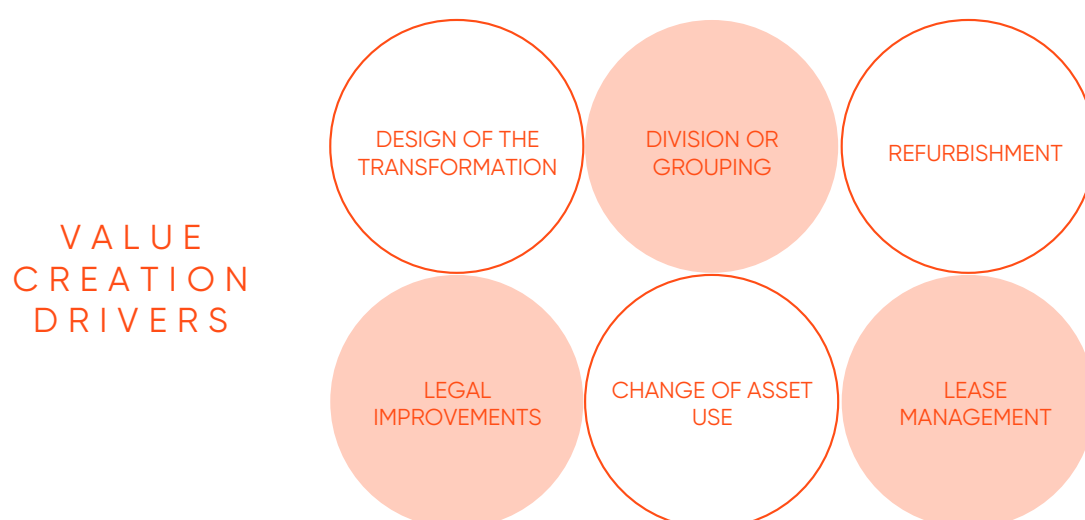 VALUE
CREATION
DRIVERS
DESIGN OF THE
TRANSFORMATION
DIVISION OR
GROUPING
REFURBISHMENT
LEGAL
IMPROVEMENTS
CHANGE OF ASSET
USE
LEASE
MANAGEMENT